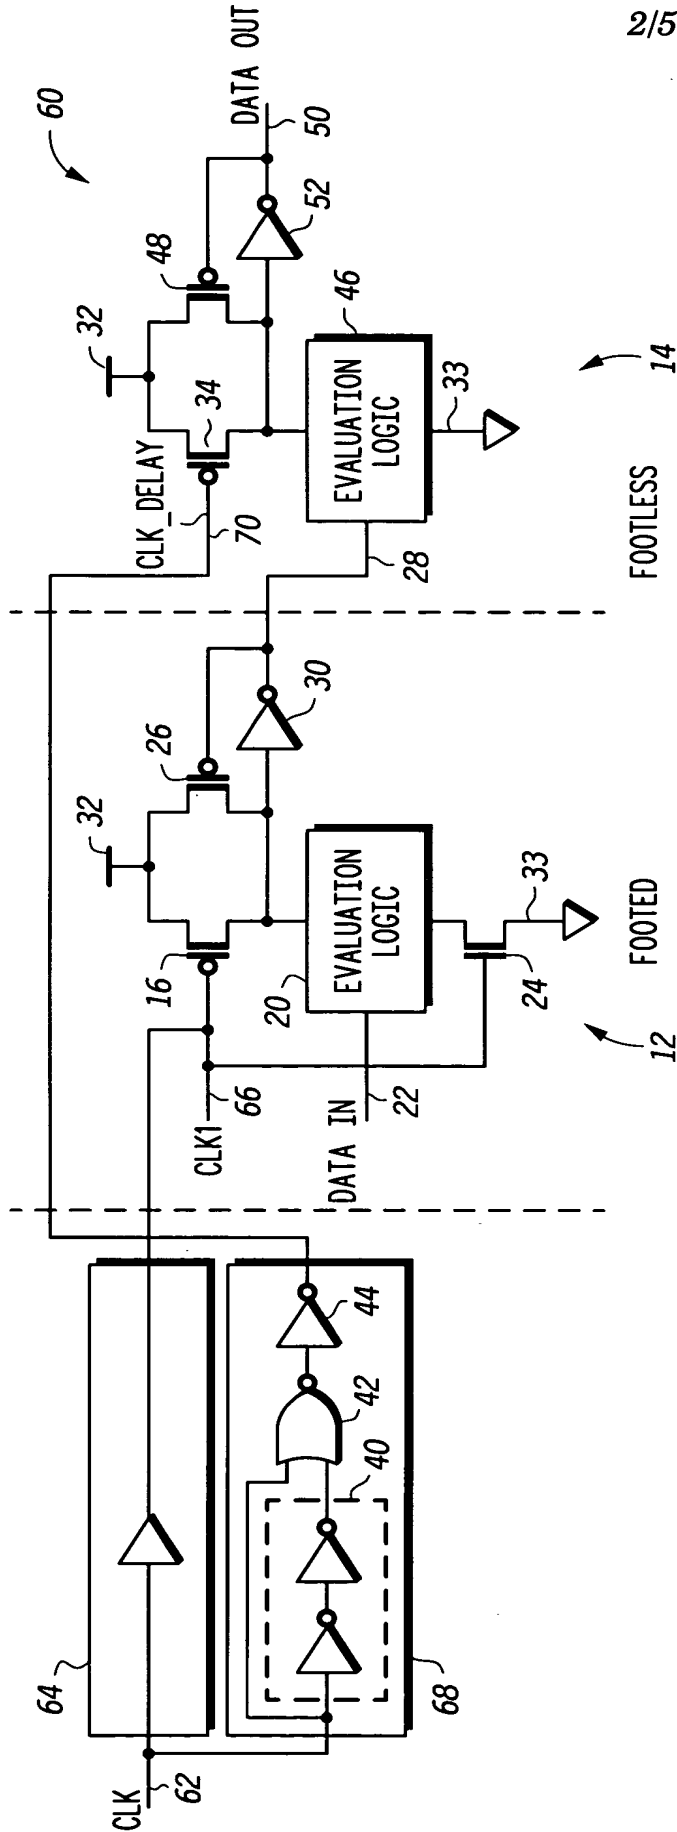 2/5
60
CLK
62
64
68
40
42
44
CLK1
66
DATA IN
22
16
32
26
20
EVALUATION
LOGIC
30
24
33
FOOTED
12
CLK_DELAY
70
34
32
48
28
EVALUATION
LOGIC
46
33
52
DATA OUT
50
FOOTLESS
14